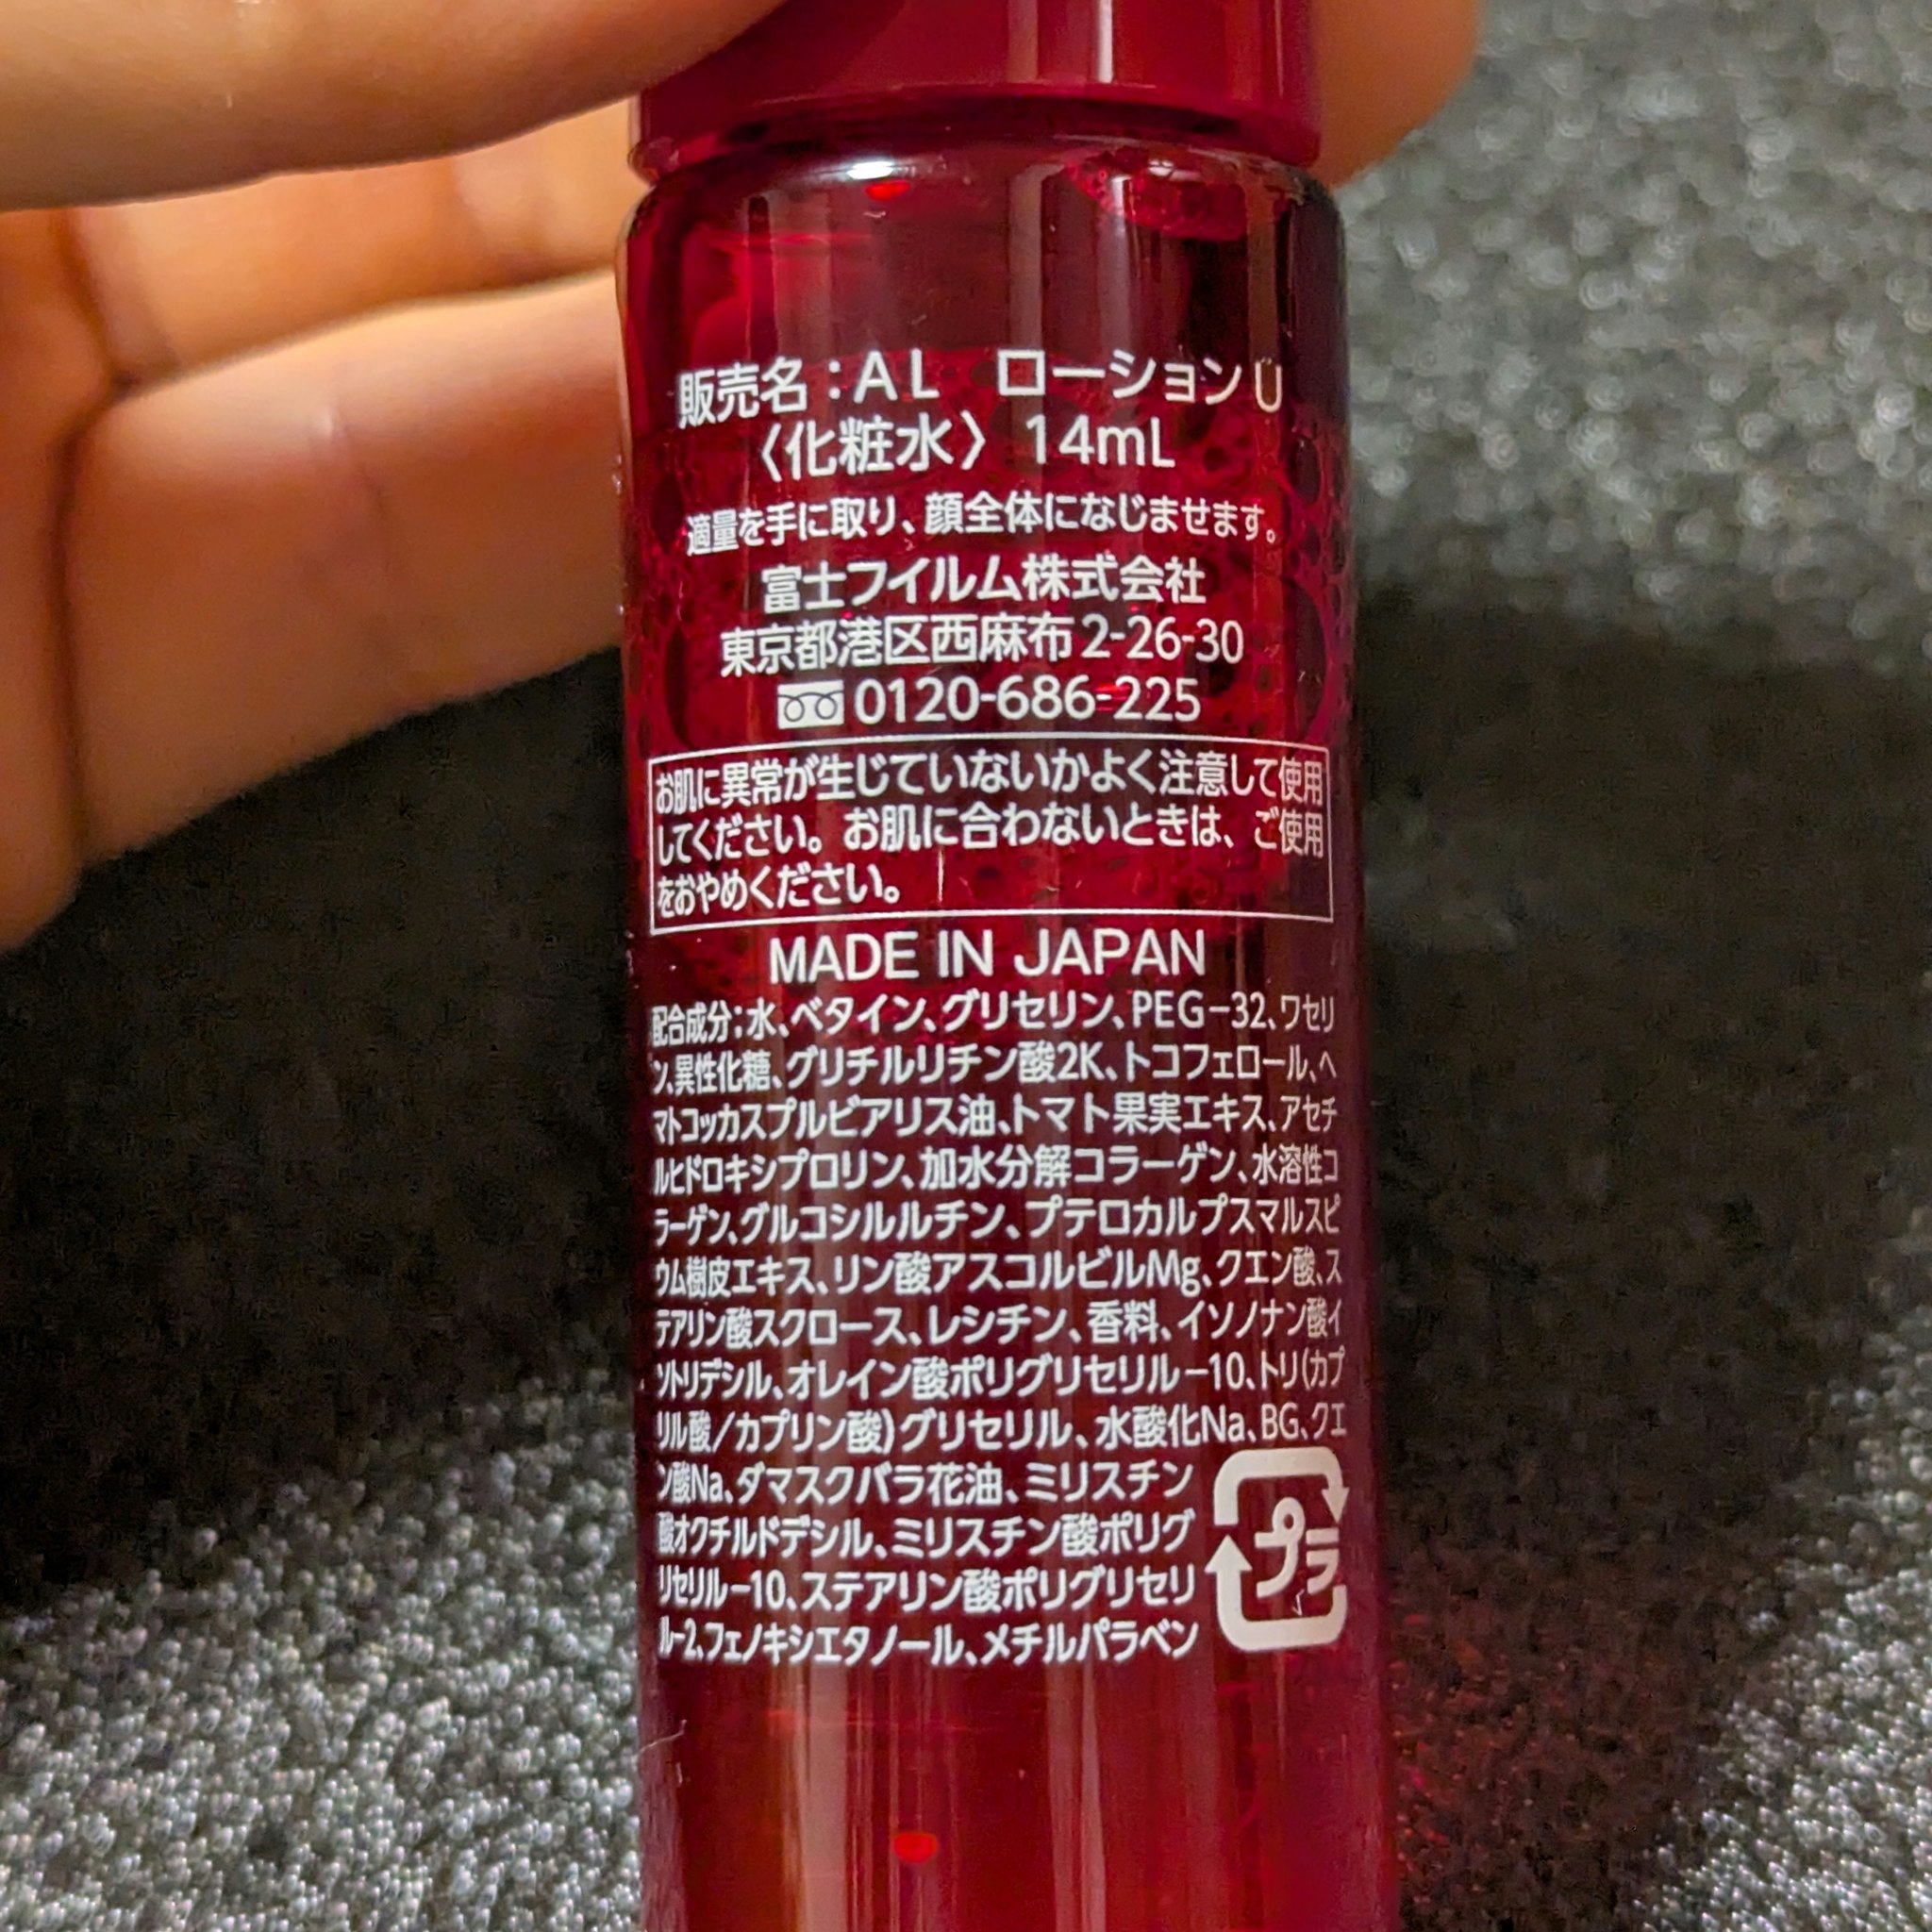 販売名：AL ローションU
〈化粧水〉14mL
適量を手に取り、顔全体になじませます。
富士フイルム株式会社
東京都港区西麻布2-26-30
0120-686-225
お肌に異常が生じていないかよく注意して使用
してください。お肌に合わないときは、ご使用
をおやめください。
MADE IN JAPAN
配合成分；水、ベタイン、グリセリン、PEG−32、ワセリ
ン、異性化糖、グリチルリチン酸2K、トコフェロール、ヘ
マトコッカスプルビアリス油、トマト果実エキス、アセチ
ルヒドロキシプロリン、加水分解コラーゲン、水溶性コ
ラーゲン、グルコシルルチン、プテロカルプスマルスピ
ウム樹皮エキス、リン酸アスコルビルMg、クエン酸、ス
テアリン酸スクロース、レシチン、香料、イソノナン酸イ
ソトリデシル、オレイン酸ポリグリセリル−10、トリ(カプ
リル酸/カプリン酸)グリセリル、水酸化Na、BG、クエ
ン酸Na、ダマスクバラ花油、ミリスチン
酸オクチルドデシル、ミリスチン酸ポリグ
リセリル−10、ステアリン酸ポリグリセリ
ル-2、フェノキシエタノール、メチルパラベン
プラ